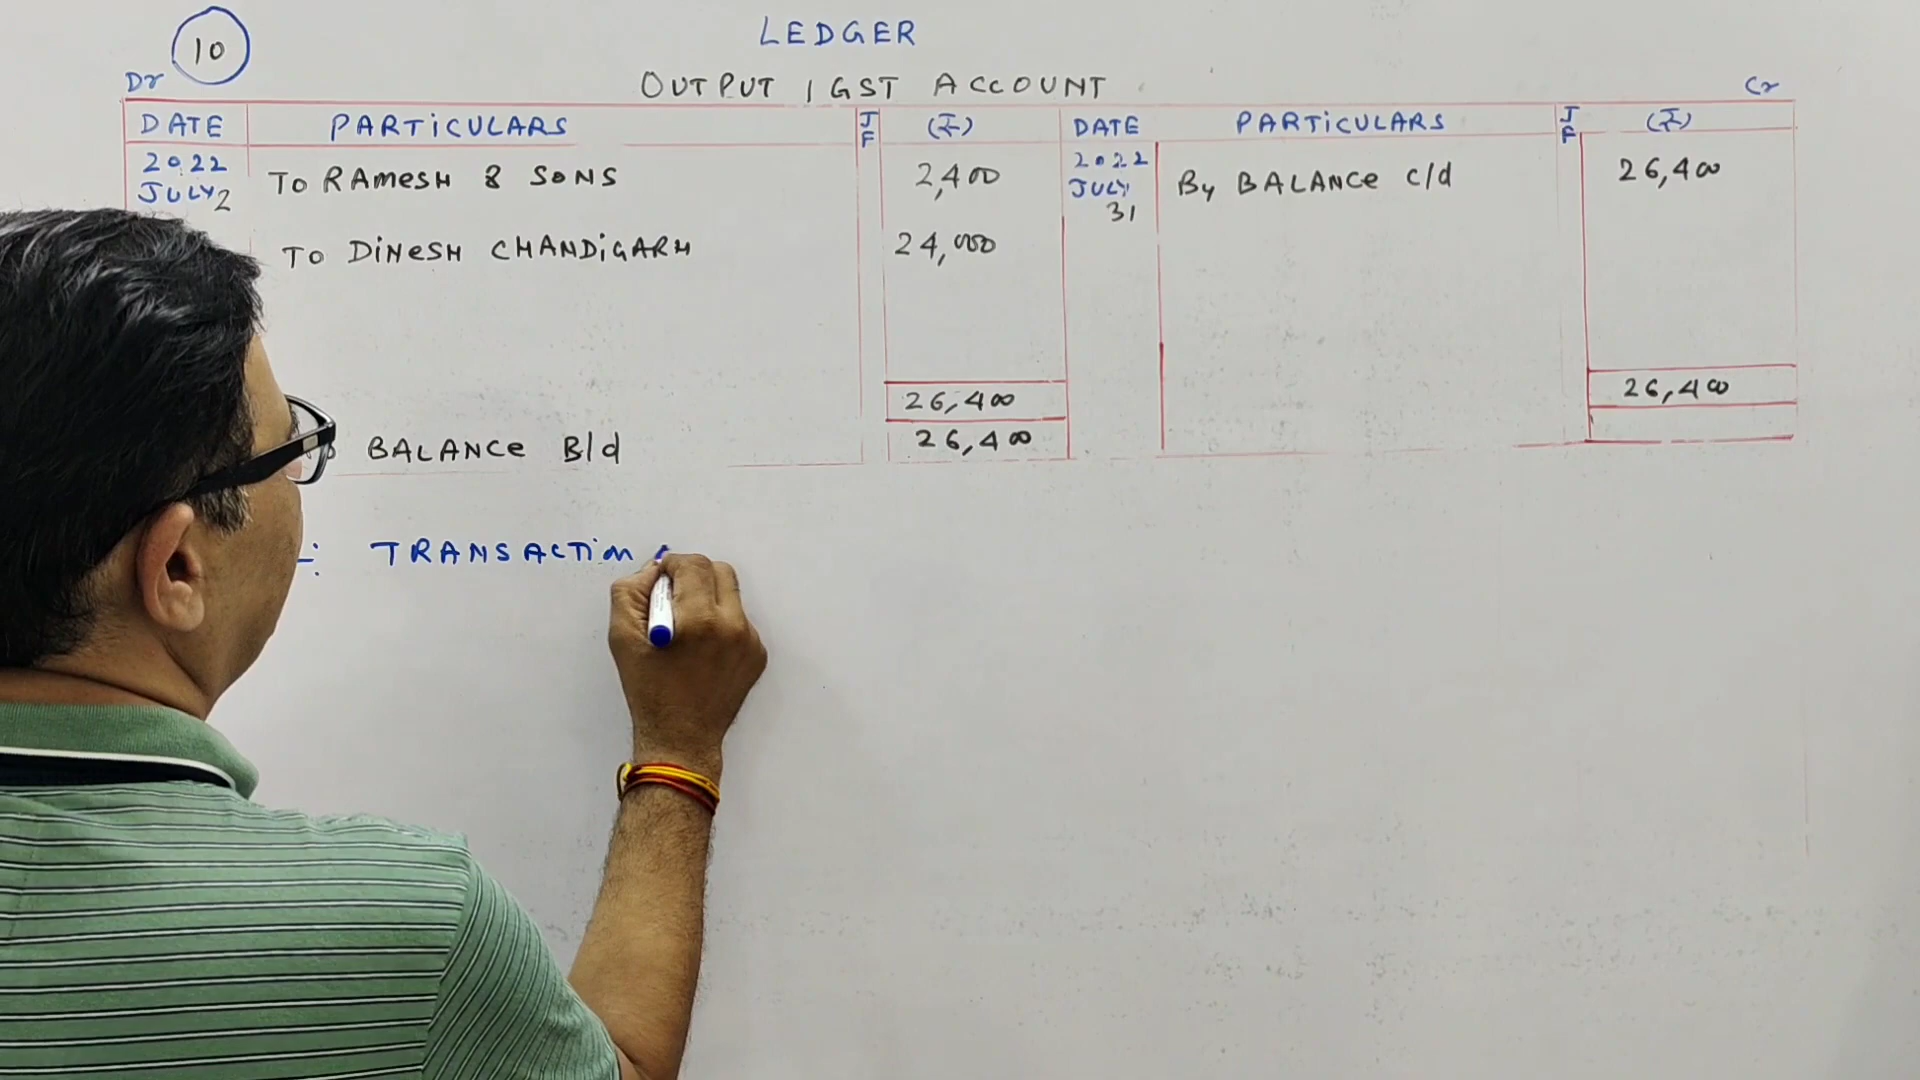 10
LEDGER
Dr
OUTPUT IGST ACCOUNT
Cr
DATE PARTiCULARS JF (₹) DATE PARTiCULARS JF (₹)
2022 2022
JULY 2 To RAMESH & SONS 2,400 JULY 31 By BALANCE c/d 26,400
To DiNESH CHANDiGARH 24,000
26,400 26,400
BALANCE B/d 26,400
-: TRANSACTiON